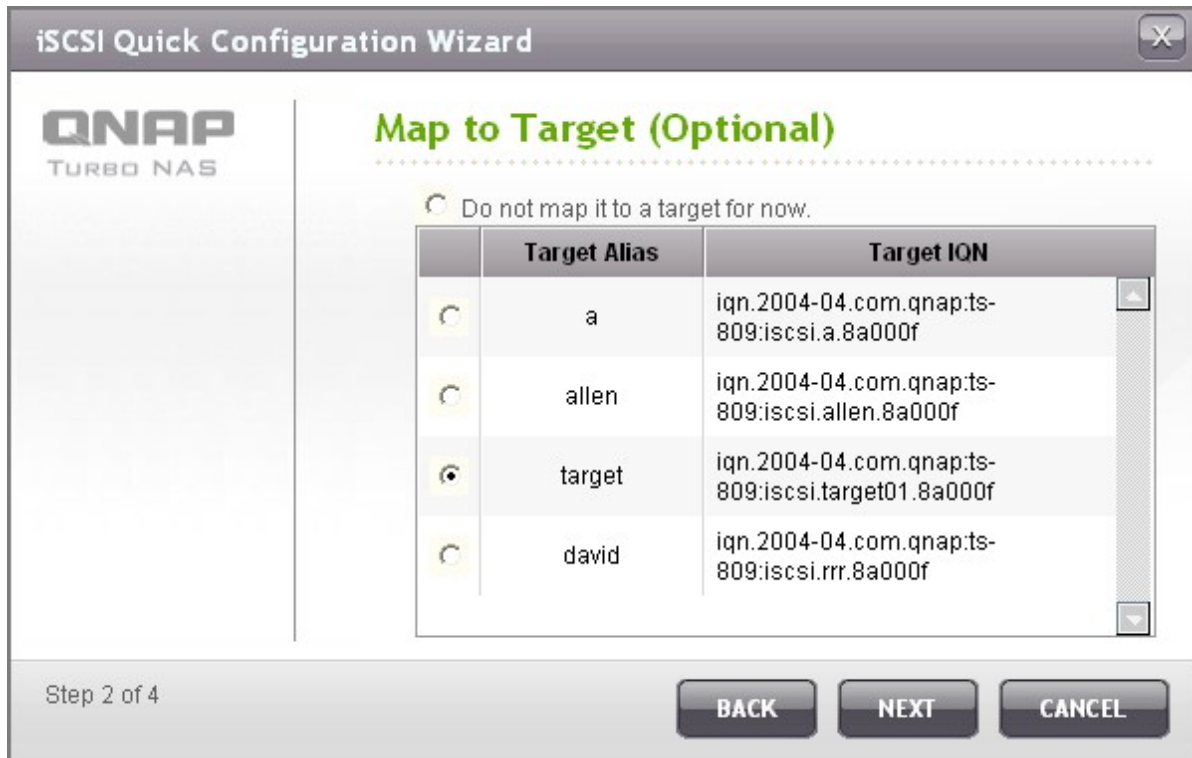 iSCSI Quick Configuration Wizard
X
QNAP
TURBO NAS
Map to Target (Optional)
Do not map it to a target for now.
Target Alias Target IQN
a iqn.2004-04.com.qnap:ts-
809:iscsi.a.8a000f
allen iqn.2004-04.com.qnap:ts-
809:iscsi.allen.8a000f
target iqn.2004-04.com.qnap:ts-
809:iscsi.target01.8a000f
david iqn.2004-04.com.qnap:ts-
809:iscsi.rrr.8a000f
Step 2 of 4
BACK NEXT CANCEL